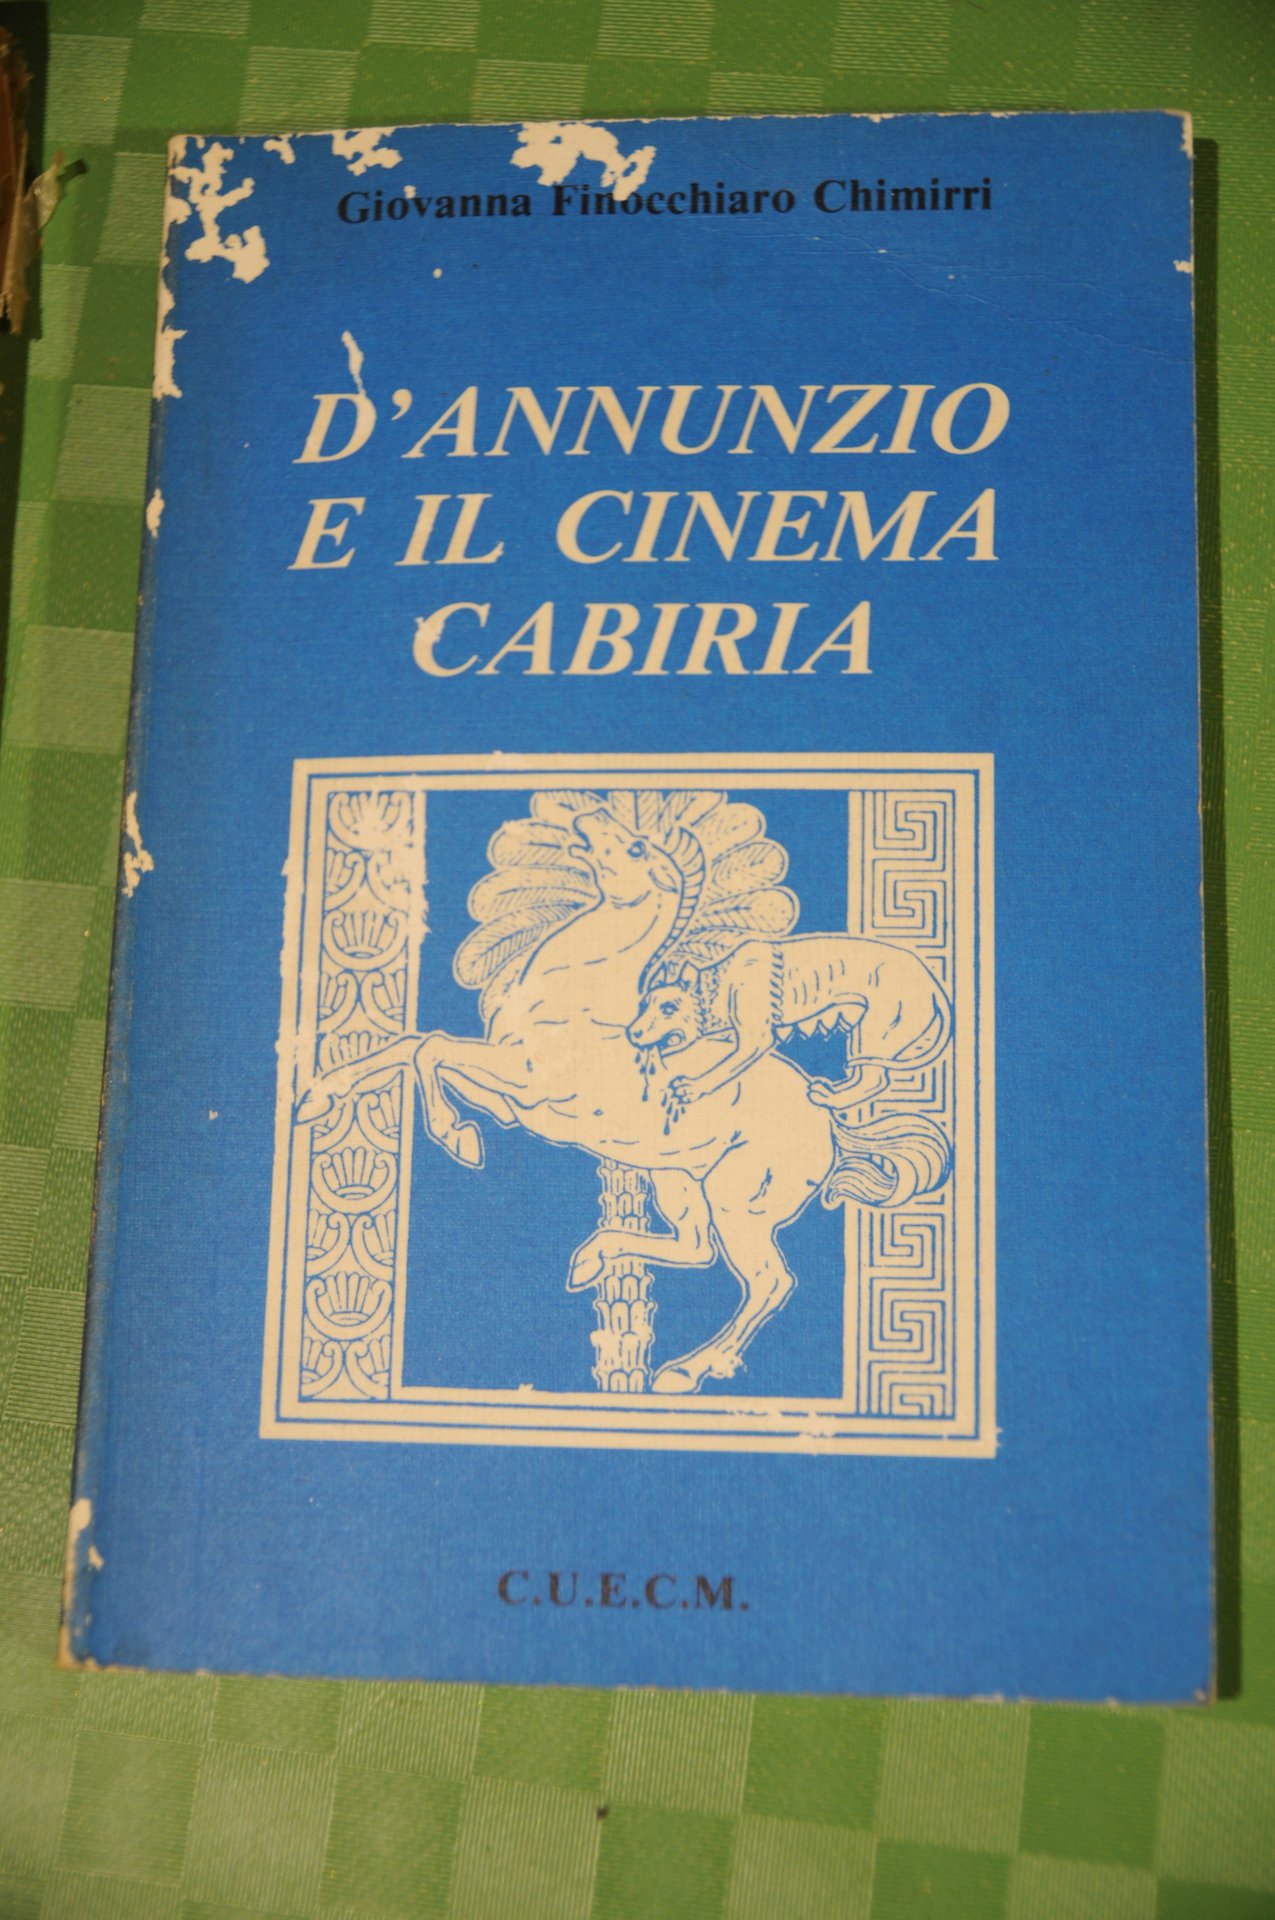 Giovanna Finocchiaro Chimirri
D'ANNUNZIO
E IL CINEMA
CABIRIA
C.U.E.C.M.